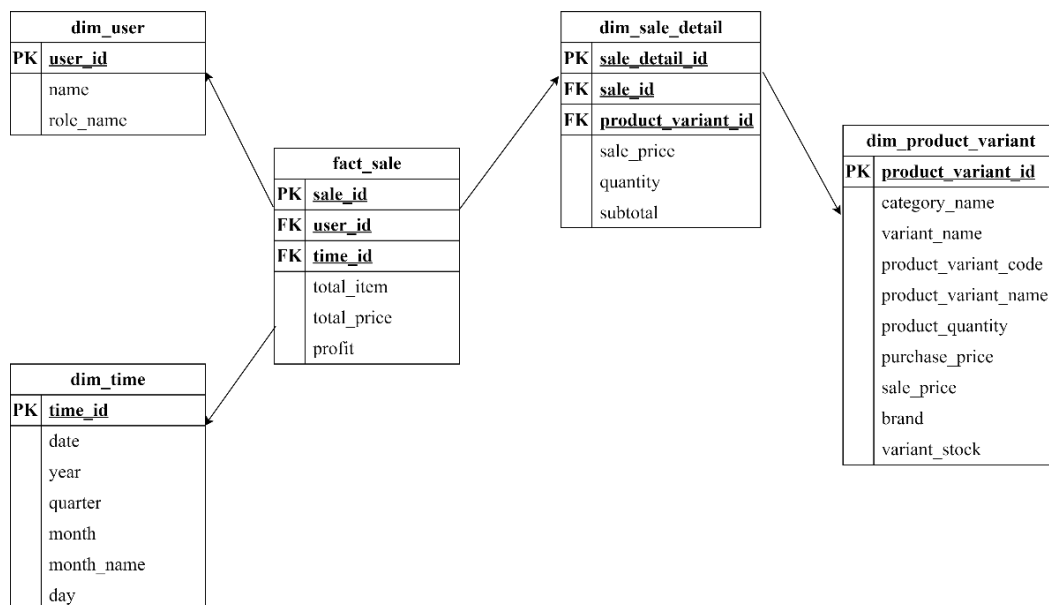 dim_user
PK user_id
name
role_name
fact_sale
PK sale_id
FK user_id
FK time_id
total_item
total_price
profit
dim_time
PK time_id
date
year
quarter
month
month_name
day
dim_sale_detail
PK sale_detail_id
FK sale_id
FK product_variant_id
sale_price
quantity
subtotal
dim_product_variant
PK product_variant_id
category_name
variant_name
product_variant_code
product_variant_name
product_quantity
purchase_price
sale_price
brand
variant_stock